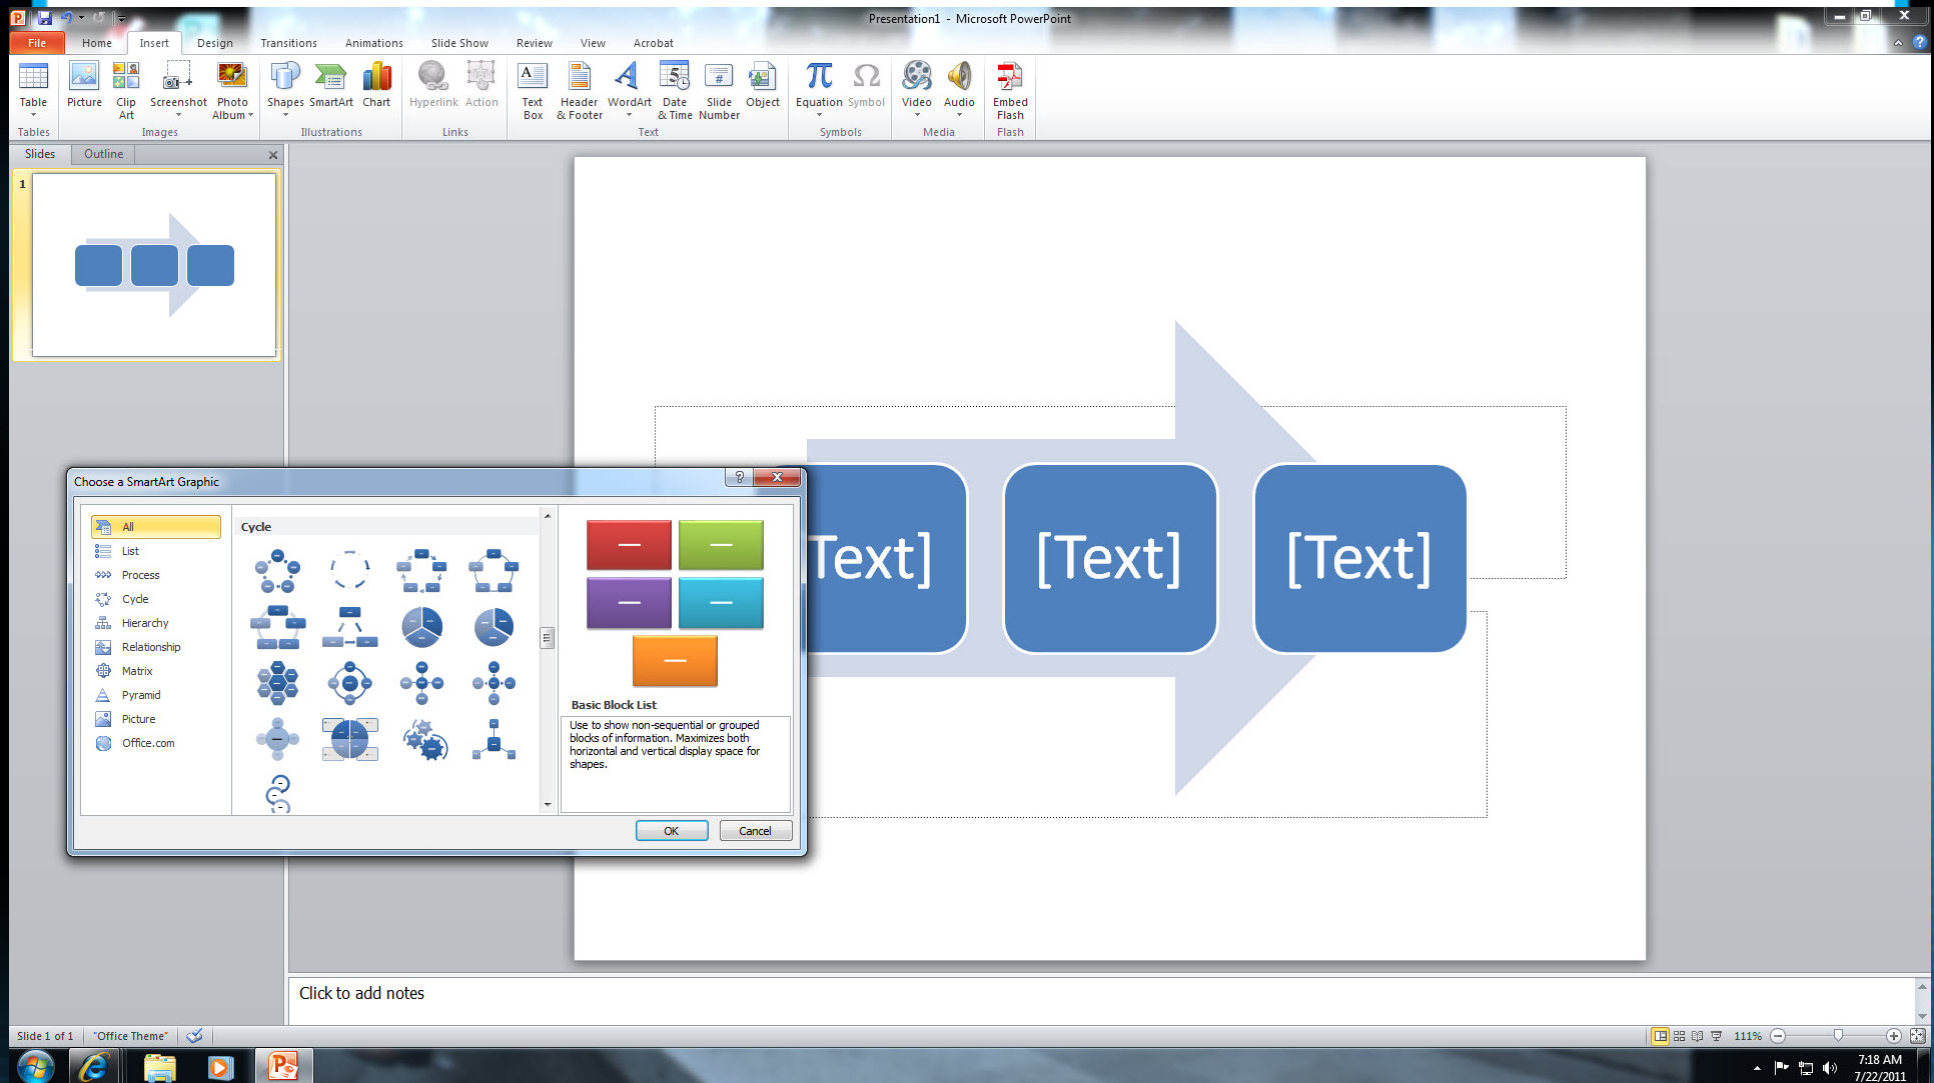 Presentation1 - Microsoft PowerPoint
File Home Insert Design Transitions Animations Slide Show Review View Acrobat
Table
Picture
Clip Art
Screenshot
Photo Album
Shapes
SmartArt
Chart
Hyperlink
Action
A Text Box
Header & Footer
A WordArt
5 Date & Time
# Slide Number
Object
π Equation
Ω Symbol
Video
Audio
Embed Flash
Tables Images Illustrations Links Text Symbols Media Flash
Slides Outline
1
Choose a SmartArt Graphic
All
List
Process
Cycle
Hierarchy
Relationship
Matrix
Pyramid
Picture
Office.com
Cycle
Basic Block List
Use to show non-sequential or grouped
blocks of information. Maximizes both
horizontal and vertical display space for
shapes.
OK Cancel
Text] [Text] [Text]
Click to add notes
Slide 1 of 1 "Office Theme" 111%
7:18 AM
7/22/2011